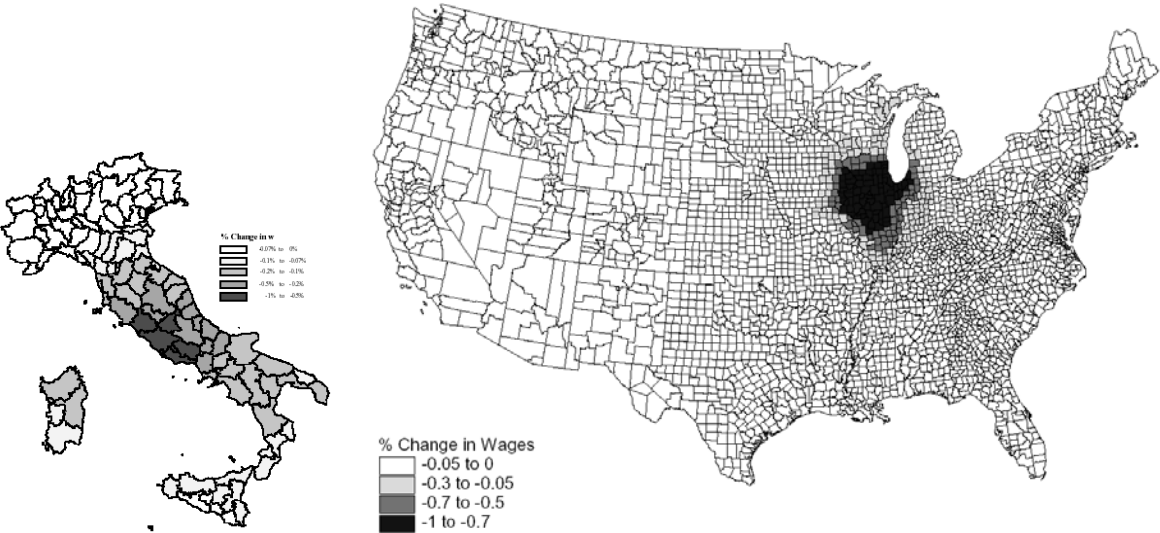 % Change in w
-0.07% to 0%
-0.1% to -0.07%
-0.2% to -0.1%
-0.5% to -0.2%
-1% to -0.5%
% Change in Wages
-0.05 to 0
-0.3 to -0.05
-0.7 to -0.5
-1 to -0.7